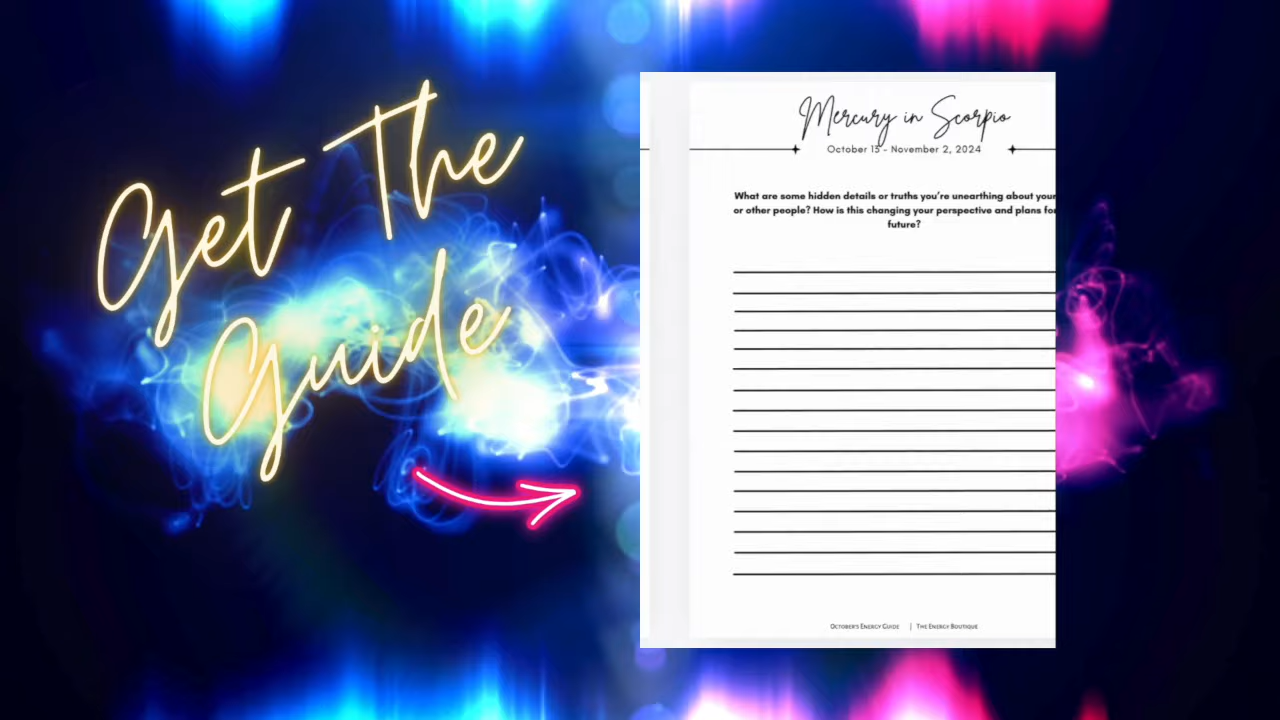 Get The
Guide
Mercury in Scorpio
October 15 - November 2, 2024
What are some hidden details or truths you're unearthing about your
or other people? How is this changing your perspective and plans for
future?
October's Energy Guide | The Energy Boutique